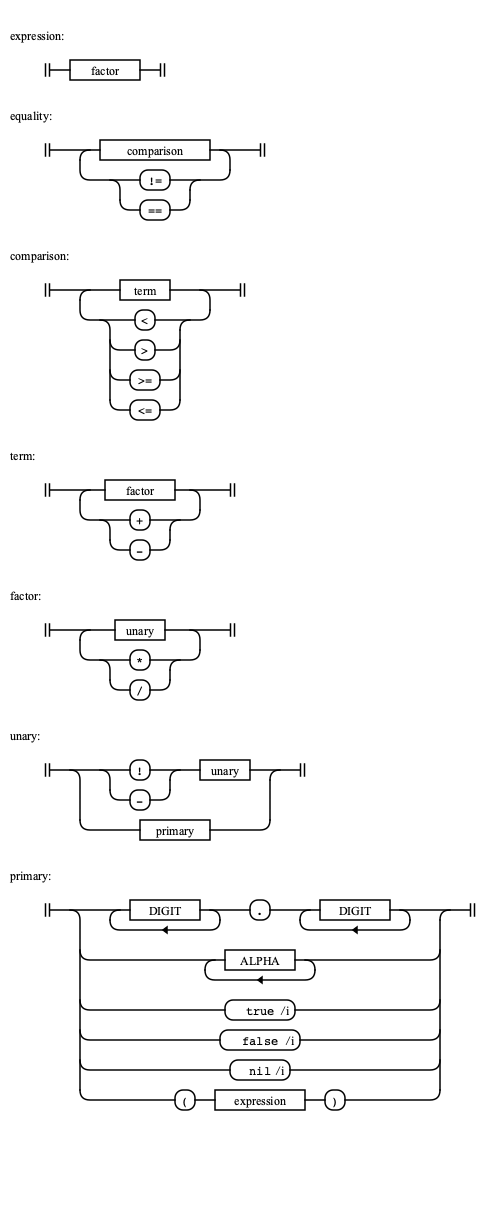 expression:
factor
equality:
comparison
!=
==
comparison:
term
<
>
>=
<=
term:
factor
+
-
factor:
unary
*
/
unary:
! unary
-
primary
primary:
DIGIT . DIGIT
ALPHA
true /i
false /i
nil /i
( expression )